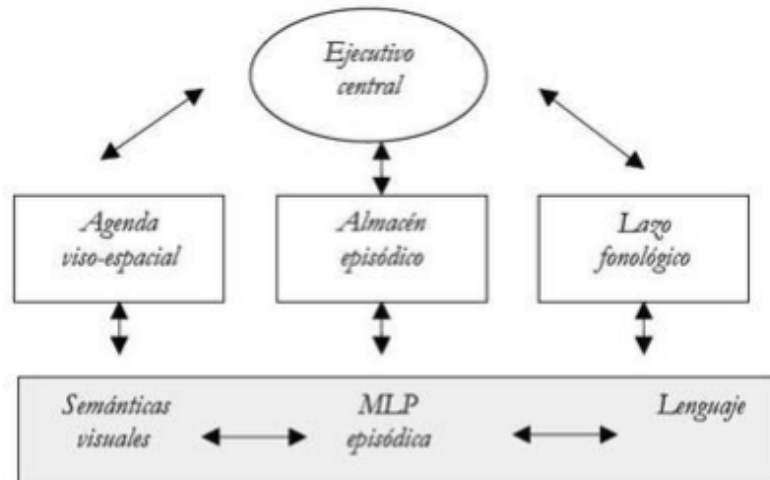 Ejecutivo
central
Agenda
viso-espacial
Almacén
episódico
Lazo
fonológico
Semánticas
visuales
MLP
episódica
Lenguaje